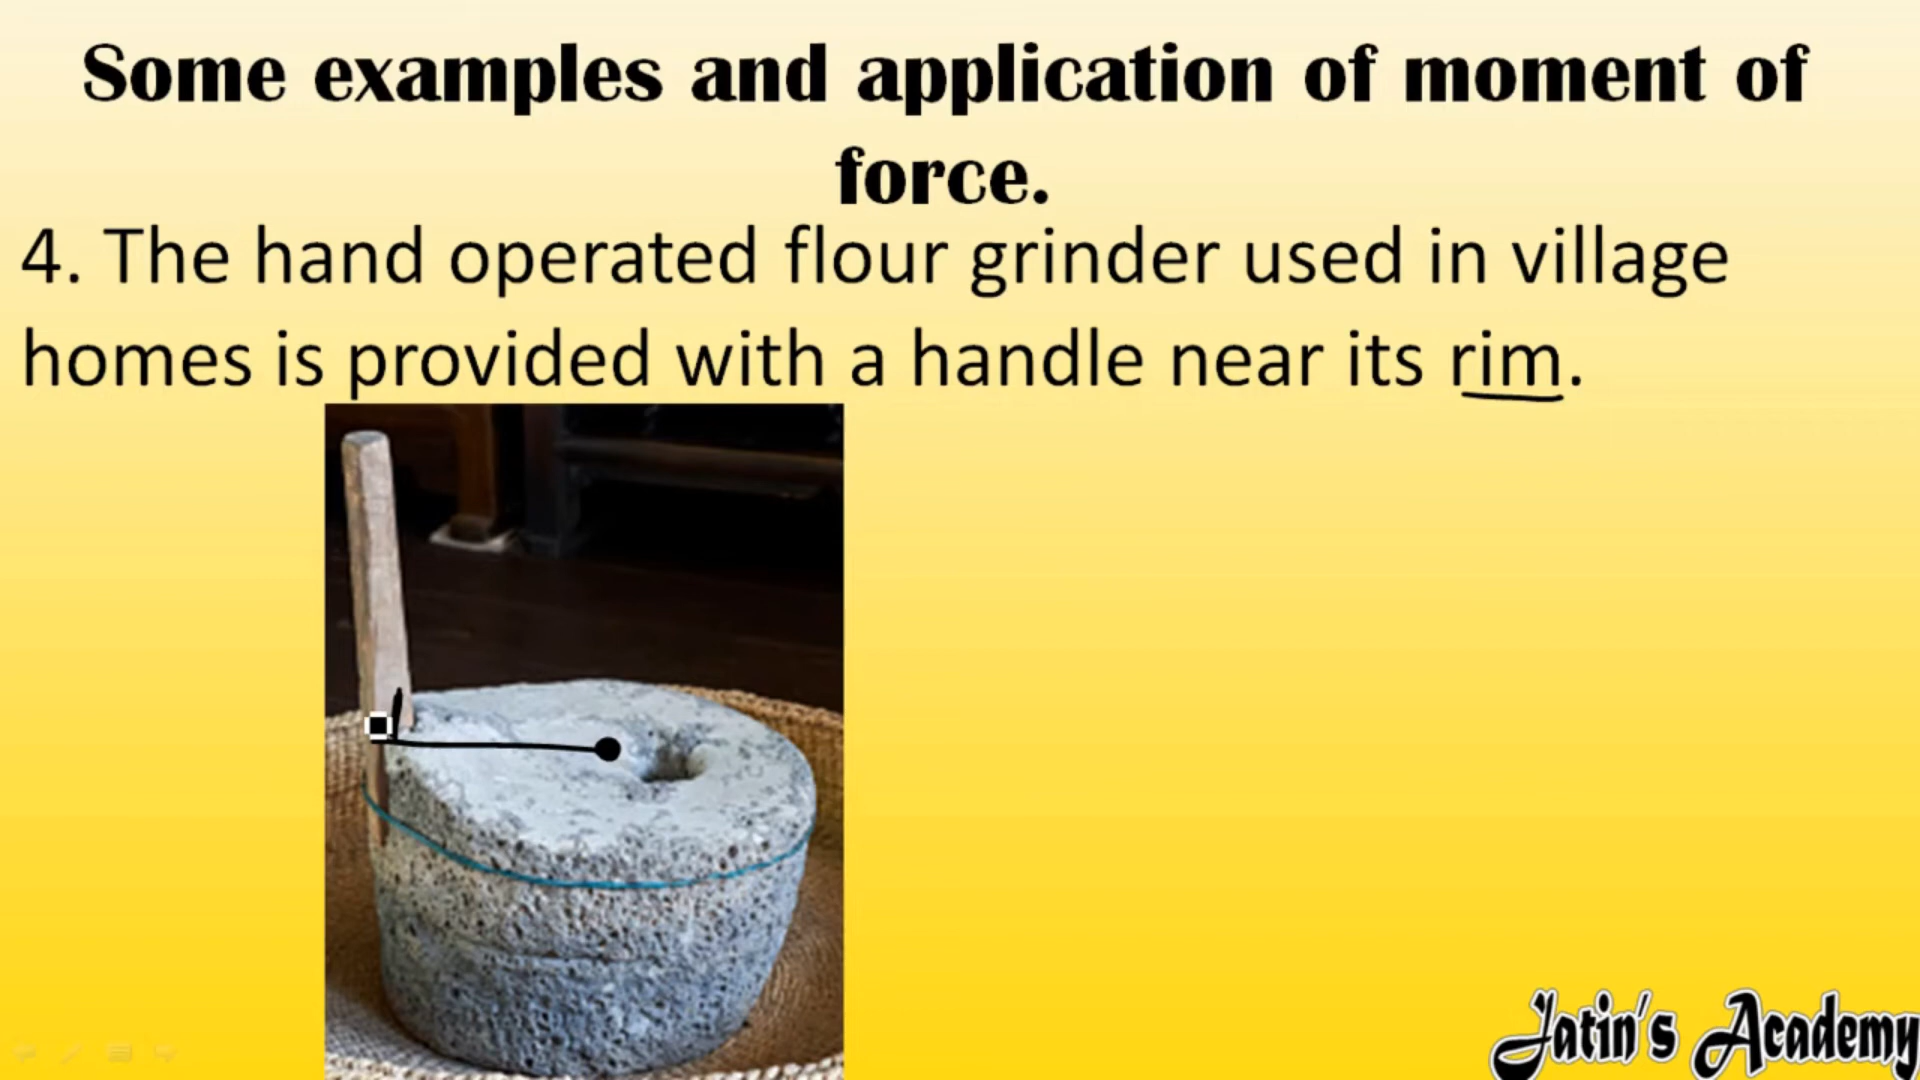 Some examples and application of moment of
force.
4. The hand operated flour grinder used in village
homes is provided with a handle near its rim.
Jatin's Academy